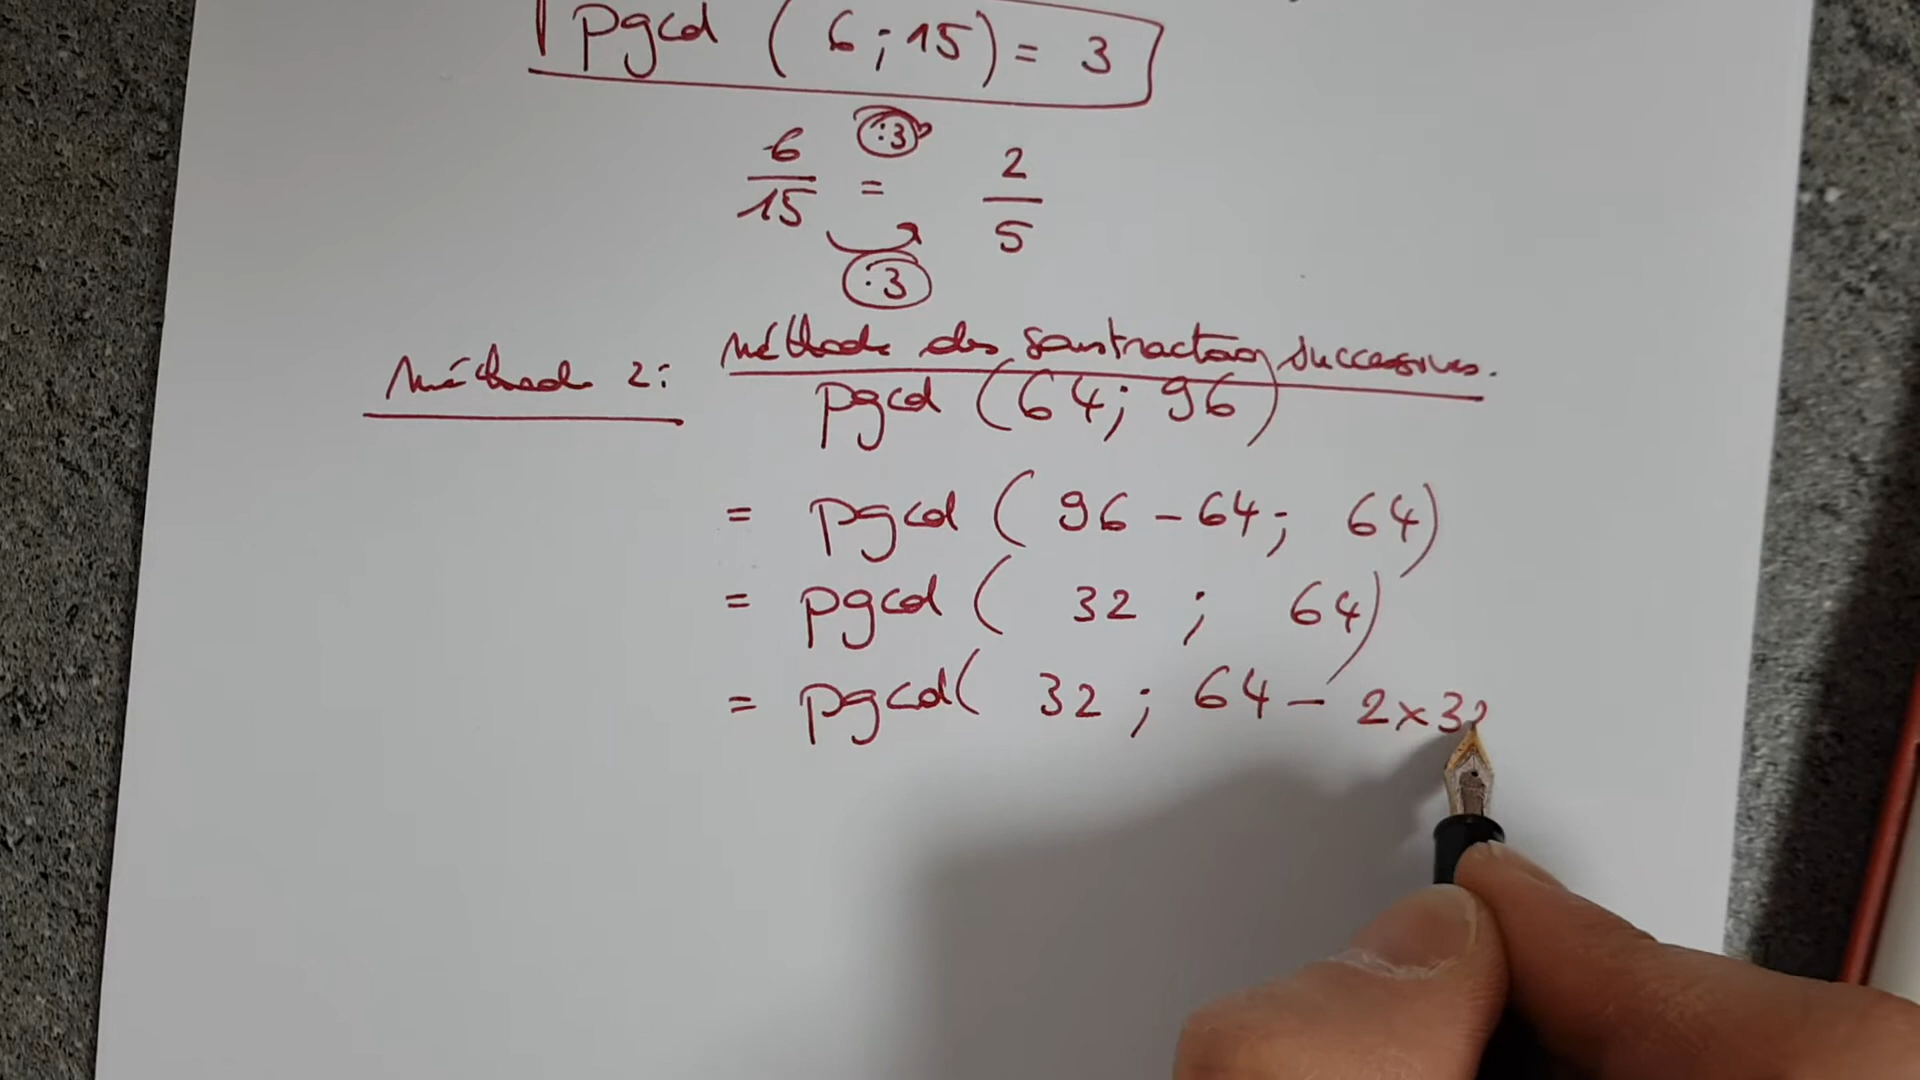 pgcd ( 6 ; 15 ) = 3
:3
6/15 = 2/5
:3
Méthode 2: méthode des soustractions successives.
pgcd ( 64 ; 96 )
= pgcd ( 96 - 64 ; 64 )
= pgcd ( 32 ; 64 )
= pgcd ( 32 ; 64 - 2 x 32